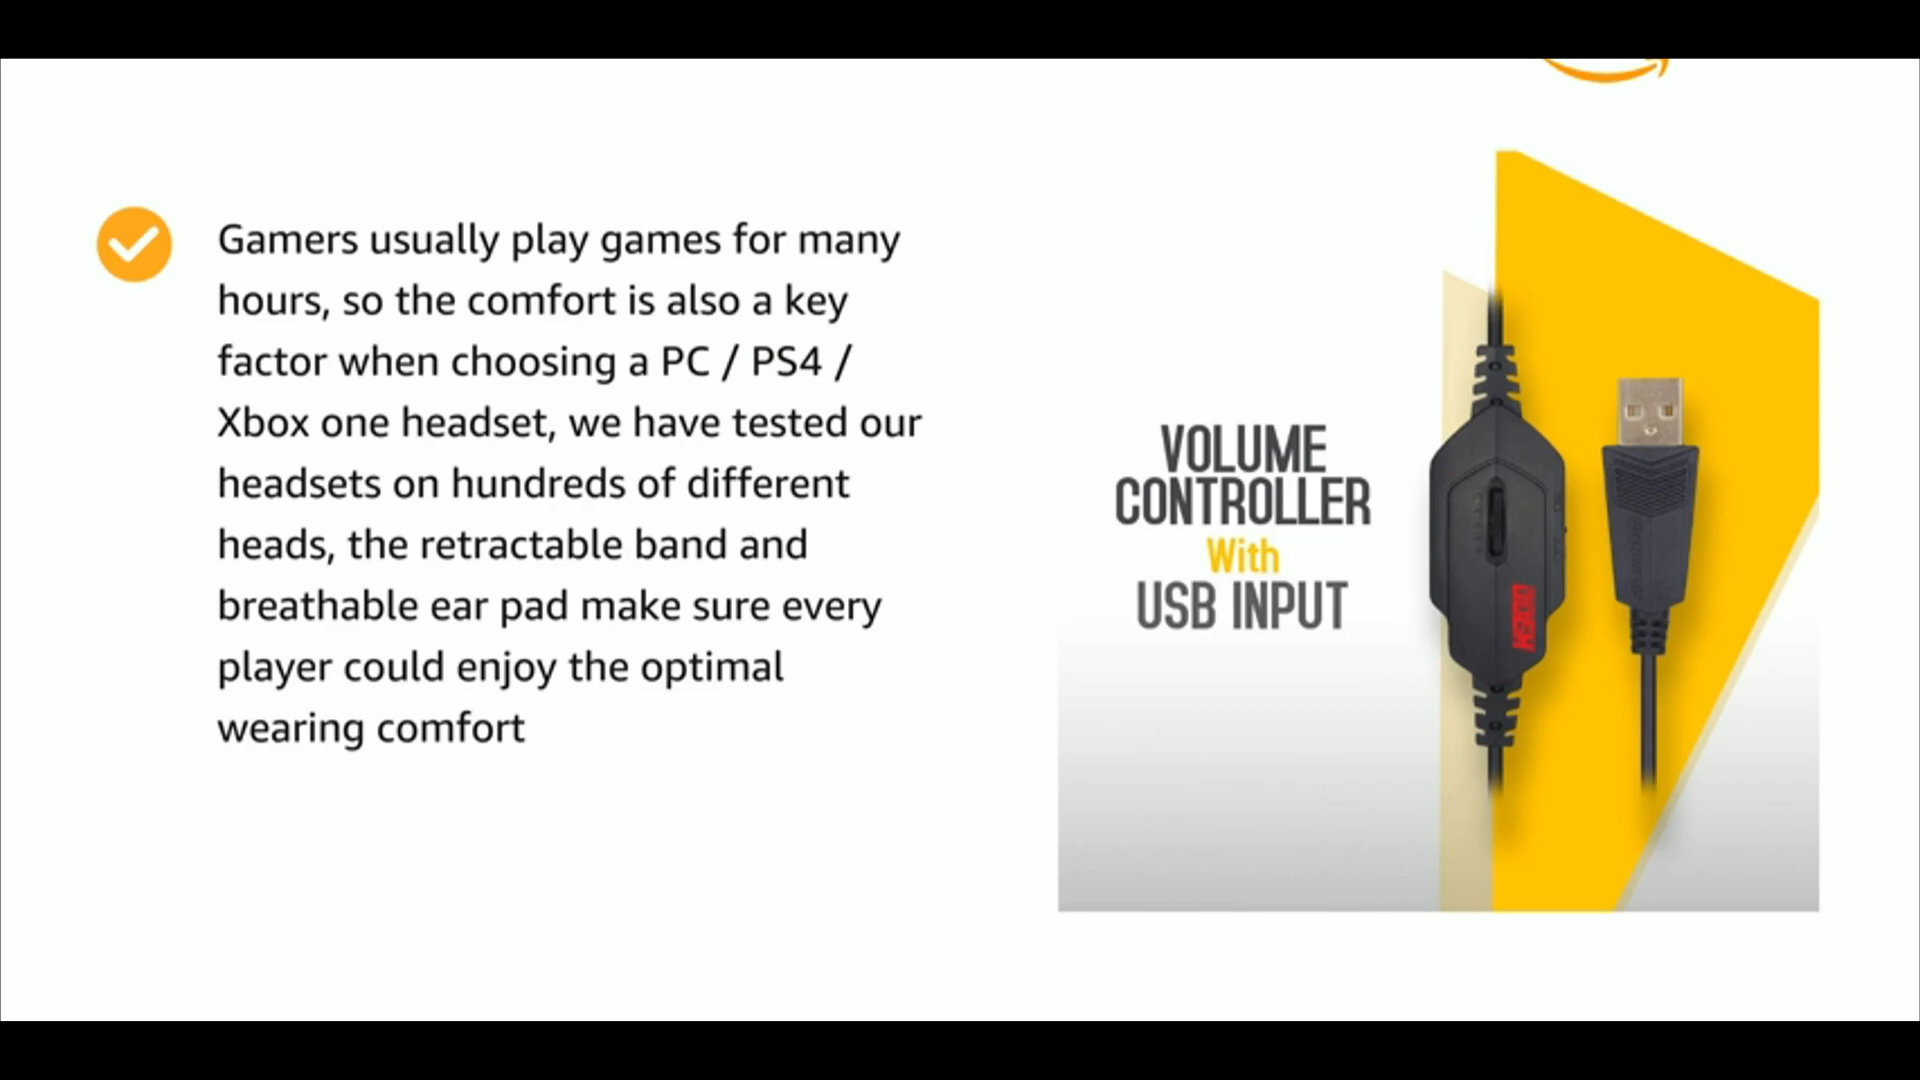 Gamers usually play games for many
hours, so the comfort is also a key
factor when choosing a PC / PS4 /
Xbox one headset, we have tested our
headsets on hundreds of different
heads, the retractable band and
breathable ear pad make sure every
player could enjoy the optimal
wearing comfort
VOLUME
CONTROLLER
With
USB INPUT